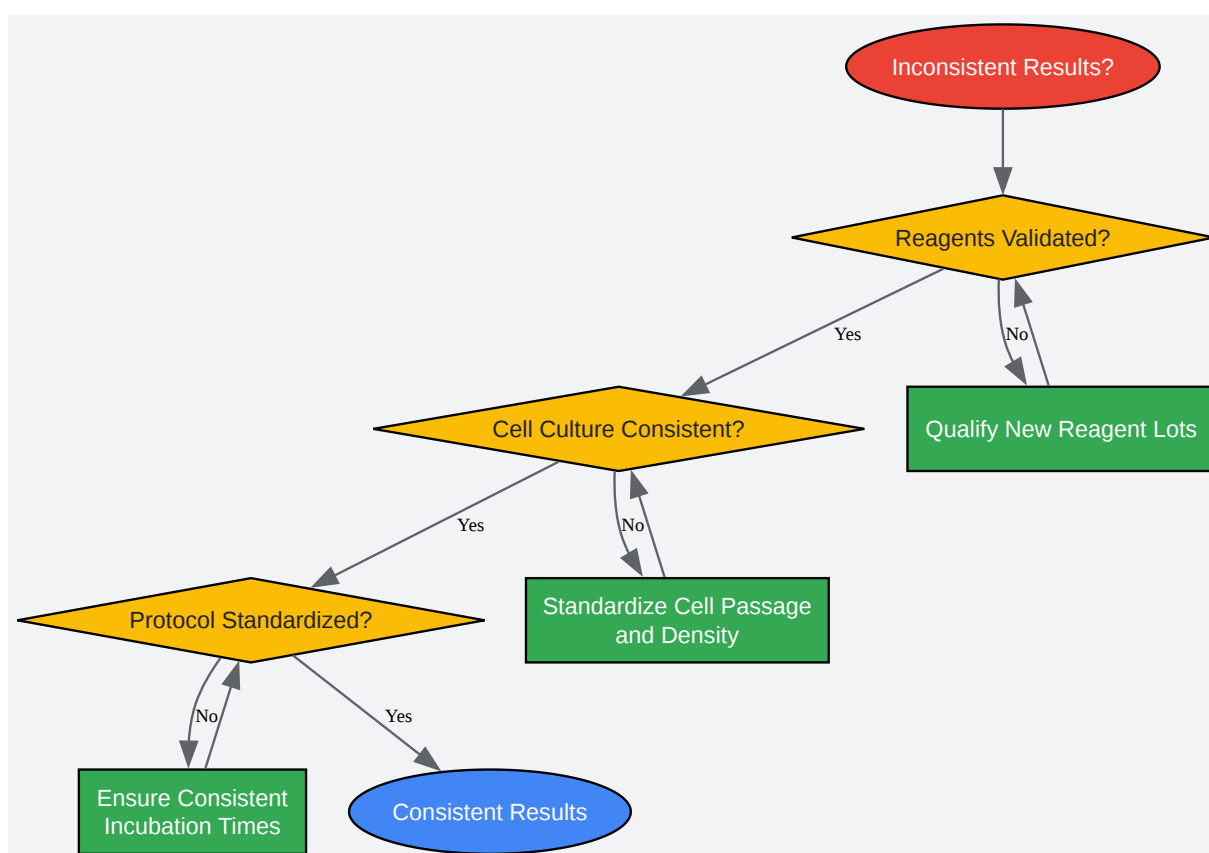 Inconsistent Results?
Reagents Validated?
Yes
No
Cell Culture Consistent?
Qualify New Reagent Lots
Yes
No
Protocol Standardized?
Standardize Cell Passage
and Density
No
Yes
Ensure Consistent
Incubation Times
Consistent Results